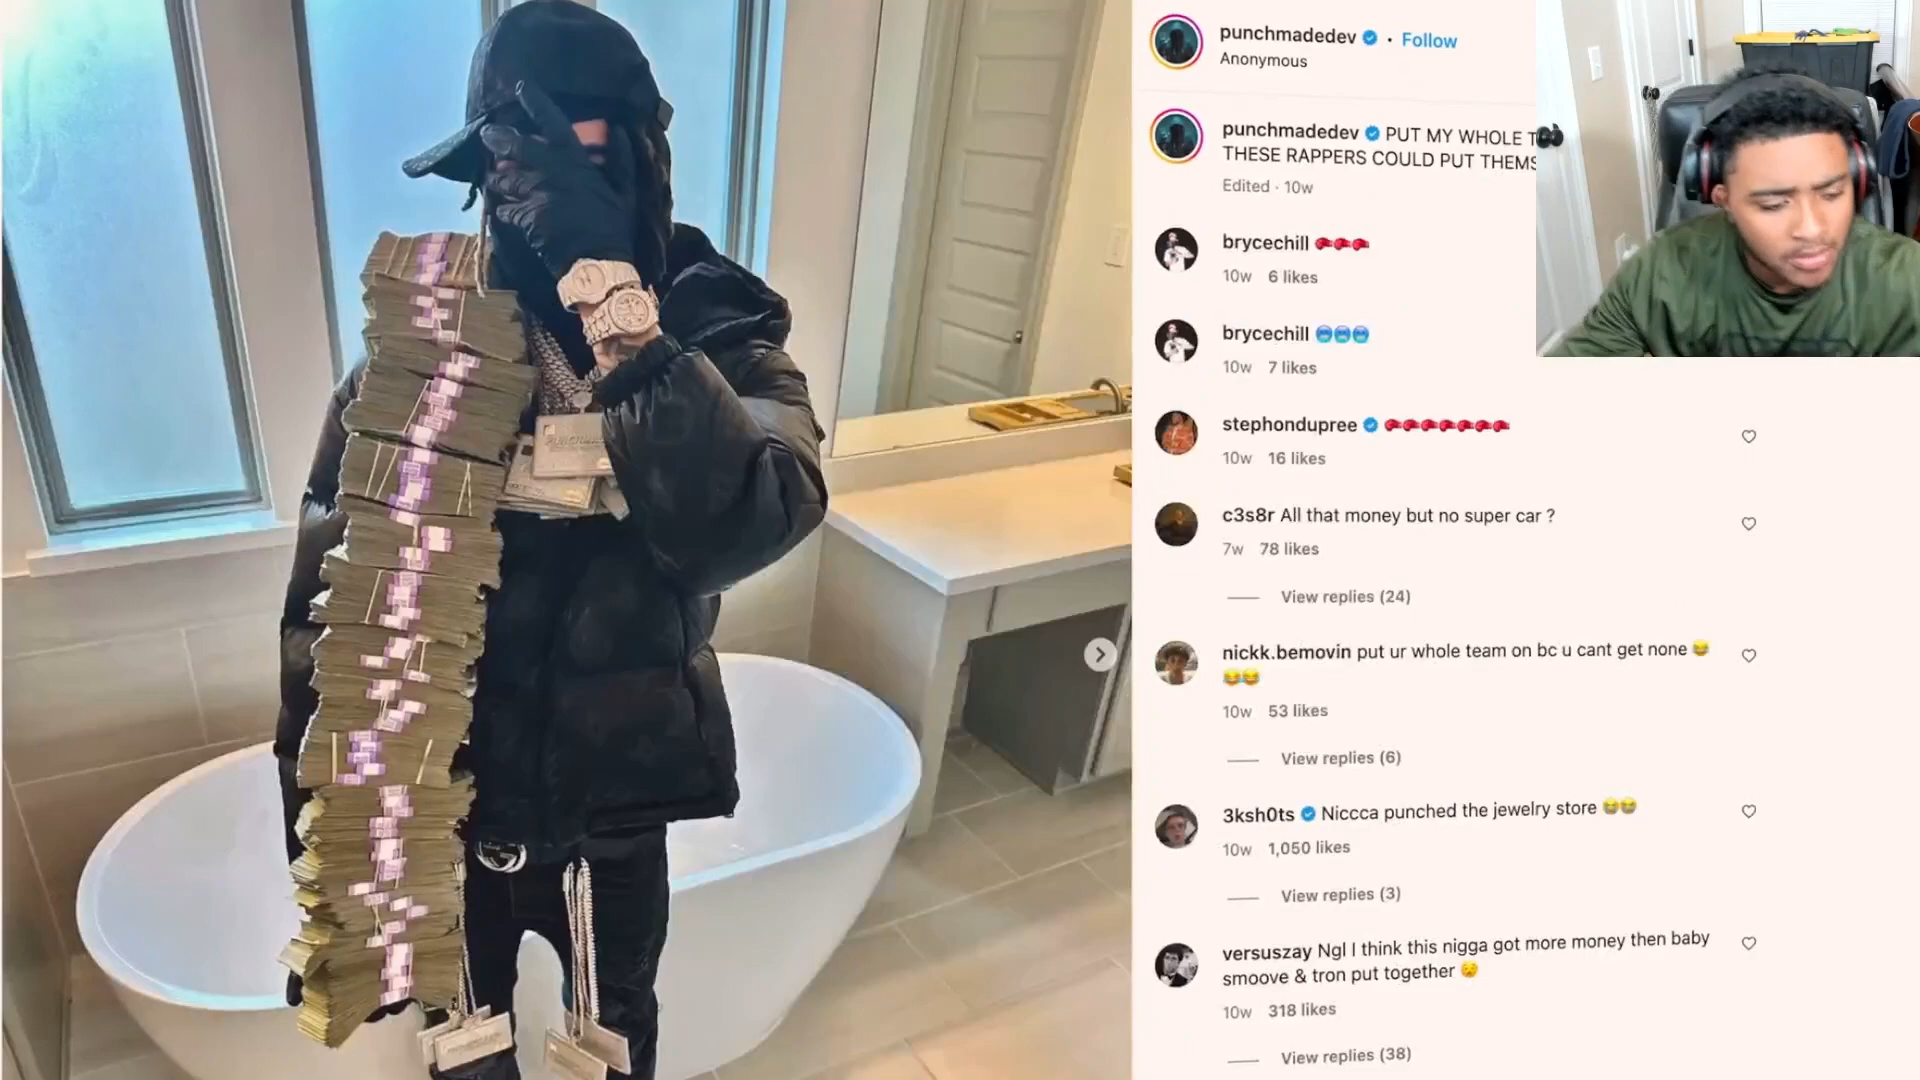 punchmadedev · Follow
Anonymous
punchmadedev PUT MY WHOLE
THESE RAPPERS COULD PUT
Edited · 10w
brycechill 🥊🥊🥊
10w 6 likes
brycechill 🥶🥶🥶
10w 7 likes
stephondupree 🥊🥊🥊🥊🥊🥊🥊
10w 16 likes
c3s8r All that money but no super car ?
7w 78 likes
View replies (24)
nickk.bemovin put ur whole team on bc u cant get none 😂
😂😂
10w 53 likes
View replies (6)
3ksh0ts Niccca punched the jewelry store 😭😭
10w 1,050 likes
View replies (3)
versuszay Ngl I think this nigga got more money then baby
smoove & tron put together 😧
10w 318 likes
View replies (38)